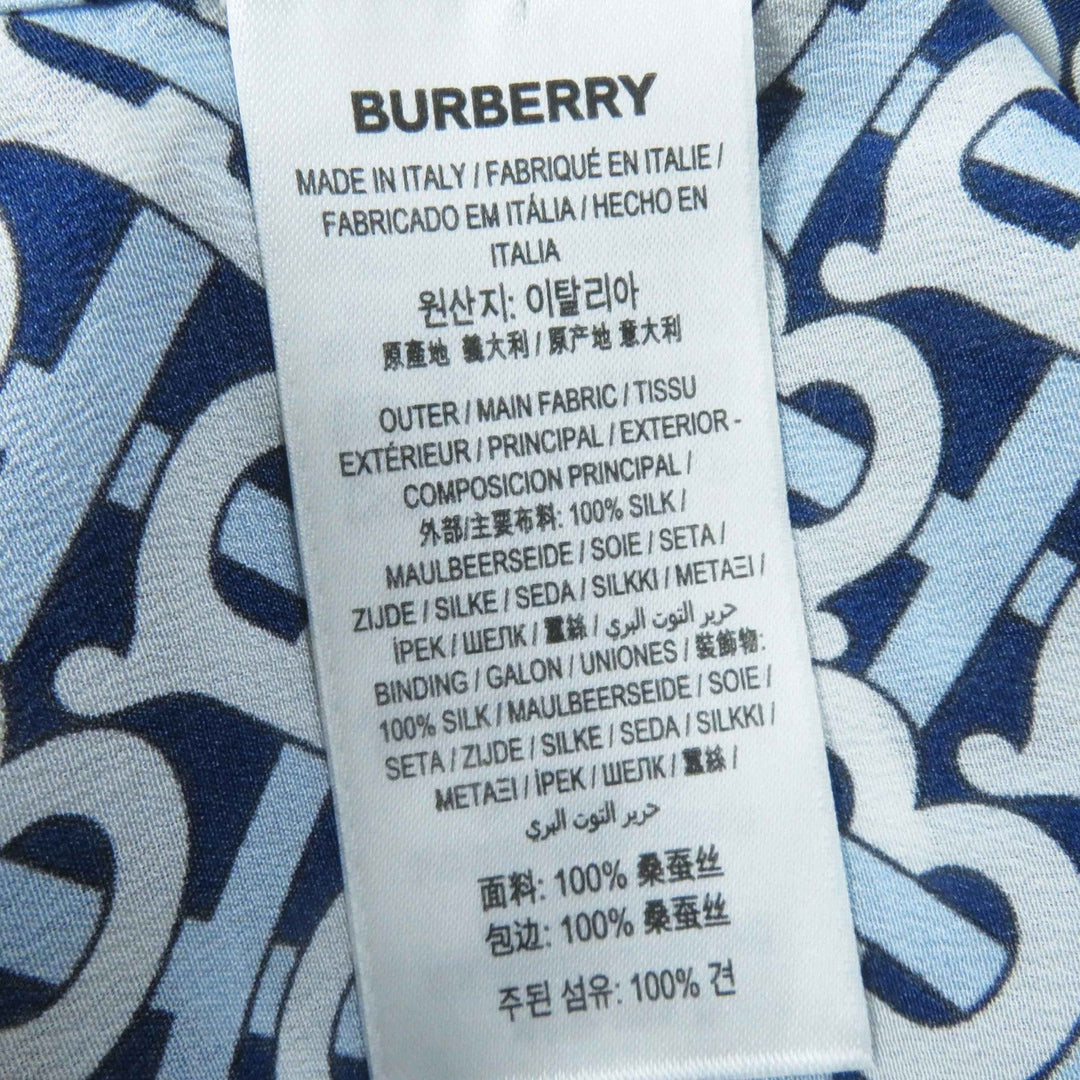 BURBERRY
MADE IN ITALY / FABRIQUÉ EN ITALIE /
FABRICADO EM ITÁLIA / HECHO EN
ITALIA
원산지: 이탈리아
原產地 義大利 / 原产地 意大利
OUTER / MAIN FABRIC / TISSU
EXTÉRIEUR / PRINCIPAL / EXTERIOR -
COMPOSICION PRINCIPAL /
外部/主要布料: 100% SILK /
MAULBEERSEIDE / SOIE / SETA /
ZIJDE / SILKE / SEDA / SILKKI / ΜΕΤΑΞΙ /
İPEK / ШЕЛК / 蠶絲 / حرير التوت البري
BINDING / GALON / UNIONES / 裝飾物:
100% SILK / MAULBEERSEIDE / SOIE /
SETA / ZIJDE / SILKE / SEDA / SILKKI /
ΜΕΤΑΞΙ / İPEK / ШЕЛК / 蠶絲 /
حرير التوت البري
面料: 100% 桑蚕丝
包边: 100% 桑蚕丝
주된 섬유: 100% 견